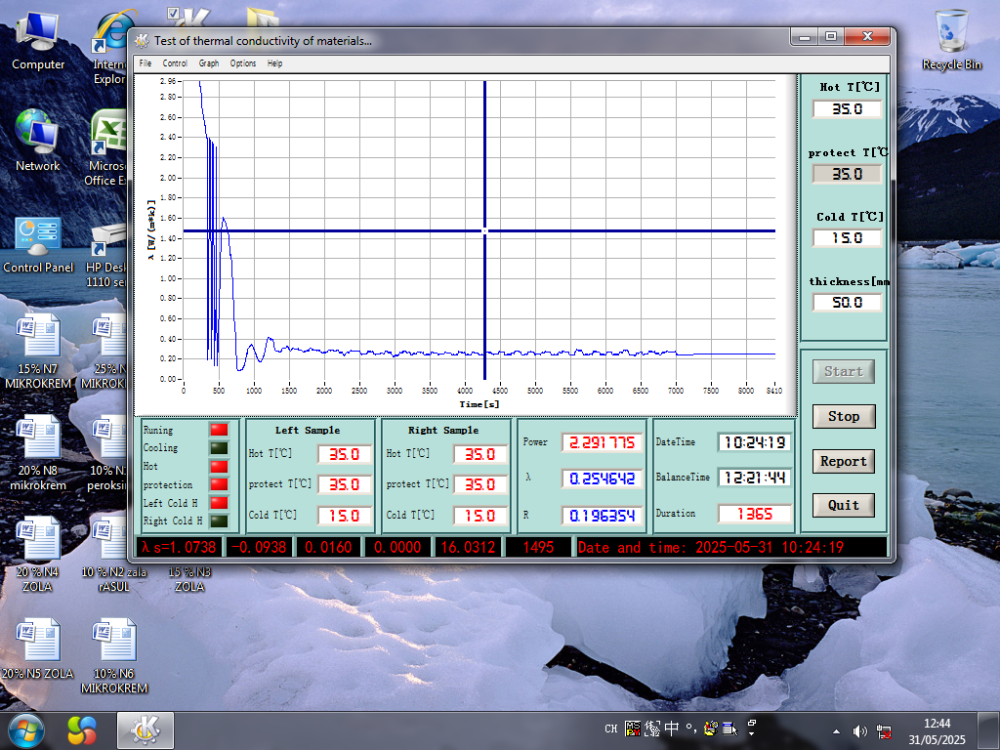 Computer
Intern
Explor
Network
Micros
Office Ex
Control Panel
HP Desk
1110 ser
15% N7
MIKROKREM
25% N
MIKROK
20% N8
mikrokrem
10% N
peroksi
20 % N4
ZOLA
10 % N2 zala
rASUL
15 % N3
ZOLA
20% N5 ZOLA
10% N6
MIKROKREM
Recycle Bin
Test of thermal conductivity of materials...
File Control Graph Options Help
λ [W/(m*k)]
2.96
2.80
2.60
2.40
2.20
2.00
1.80
1.60
1.40
1.20
1.00
0.80
0.60
0.40
0.20
0.00
0 500 1000 1500 2000 2500 3000 3500 4000 4500 5000 5500 6000 6500 7000 7500 8000 8410
Time[s]
Hot T[℃]
35.0
protect T[℃
35.0
Cold T[℃]
15.0
thickness[mm
50.0
Start
Stop
Report
Quit
Runing
Cooling
Hot
protection
Left Cold H
Right Cold H
Left Sample
Hot T[℃] 35.0
protect T[℃] 35.0
Cold T[℃] 15.0
Right Sample
Hot T[℃] 35.0
protect T[℃] 35.0
Cold T[℃] 15.0
Power 2.291775
λ 0.254642
R 0.196354
DateTime 10:24:19
BalanceTime 12:21:44
Duration 1365
λs=1.0738 -0.0938 0.0160 0.0000 16.0312 1495 Date and time: 2025-05-31 10:24:19
CH 中 12:44
31/05/2025